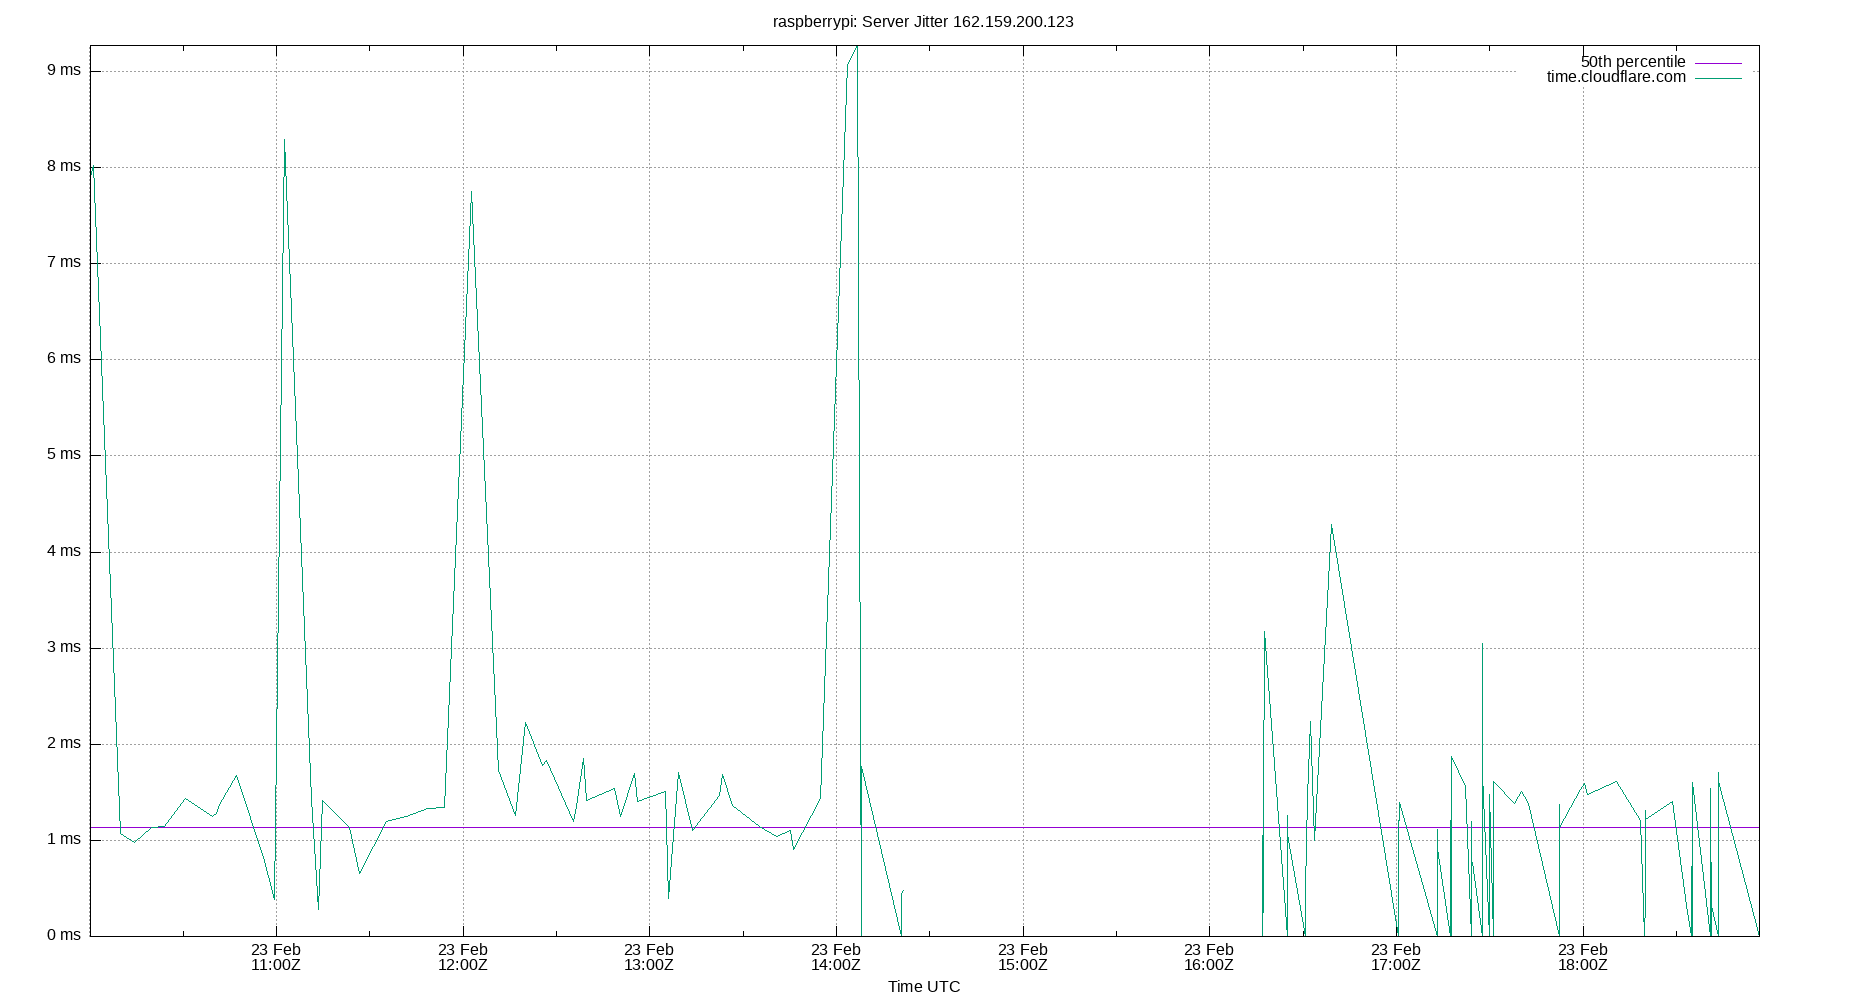 raspberrypi: Server Jitter 162.159.200.123
50th percentile
time.cloudflare.com
9 ms
8 ms
7 ms
6 ms
5 ms
4 ms
3 ms
2 ms
1 ms
0 ms
23 Feb 23 Feb 23 Feb 23 Feb 23 Feb 23 Feb 23 Feb 23 Feb
11:00Z 12:00Z 13:00Z 14:00Z 15:00Z 16:00Z 17:00Z 18:00Z
Time UTC